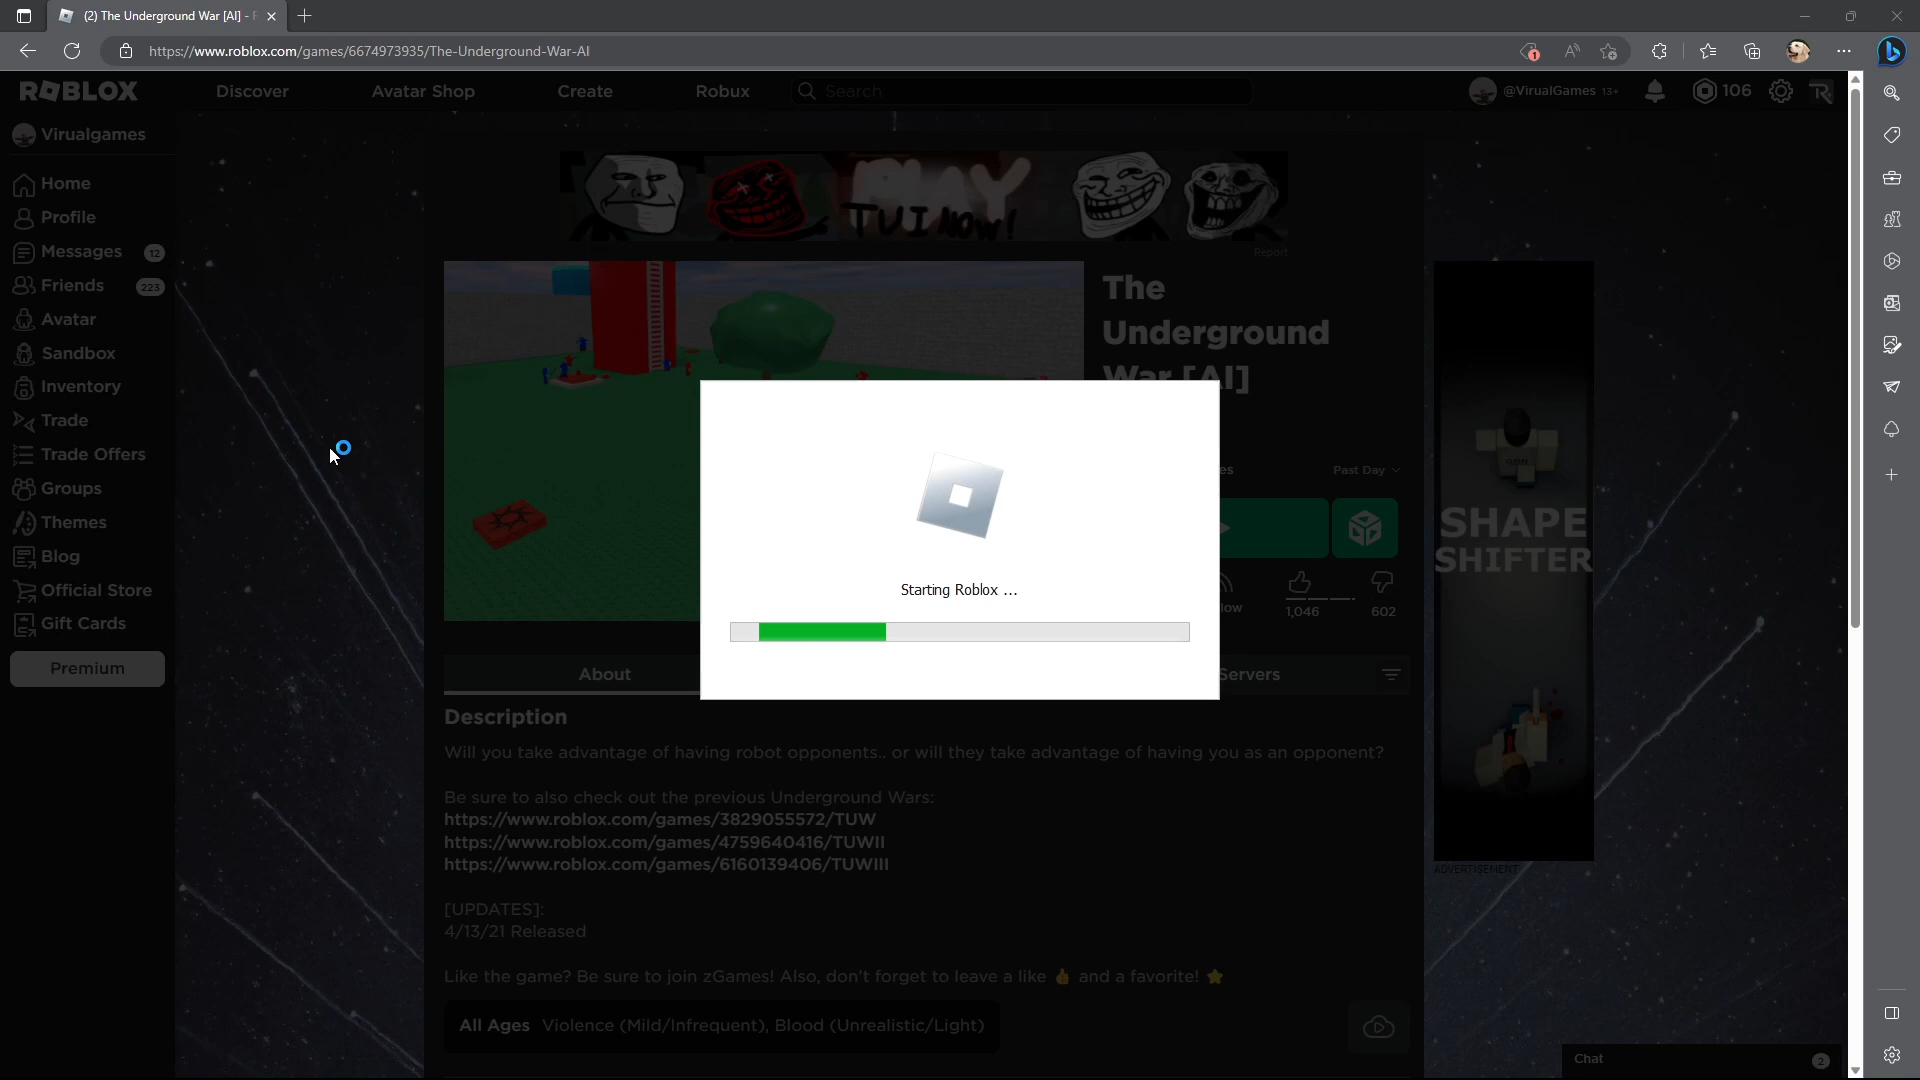 (2) The Underground War [AI] -
https://www.roblox.com/games/6674973935/The-Underground-War-AI
1
ROBLOX
Discover
Avatar Shop
Create
Robux
Search
@VirualGames 13+
106
Virualgames
Home
Profile
Messages 12
Friends 223
Avatar
Sandbox
Inventory
Trade
Trade Offers
Groups
Themes
Blog
Official Store
Gift Cards
Premium
PLAY
TUI NOW!
Report
The
Underground
War [AI]
Past Day
1,046
602
Starting Roblox ...
SHAPE
SHIFTER
ADVERTISEMENT
About
Servers
Description
Will you take advantage of having robot opponents.. or will they take advantage of having you as an opponent?
Be sure to also check out the previous Underground Wars:
https://www.roblox.com/games/3829055572/TUW
https://www.roblox.com/games/4759640416/TUWII
https://www.roblox.com/games/6160139406/TUWIII
[UPDATES]:
4/13/21 Released
Like the game? Be sure to join zGames! Also, don't forget to leave a like 👍 and a favorite! ⭐
All Ages Violence (Mild/Infrequent), Blood (Unrealistic/Light)
Chat 2